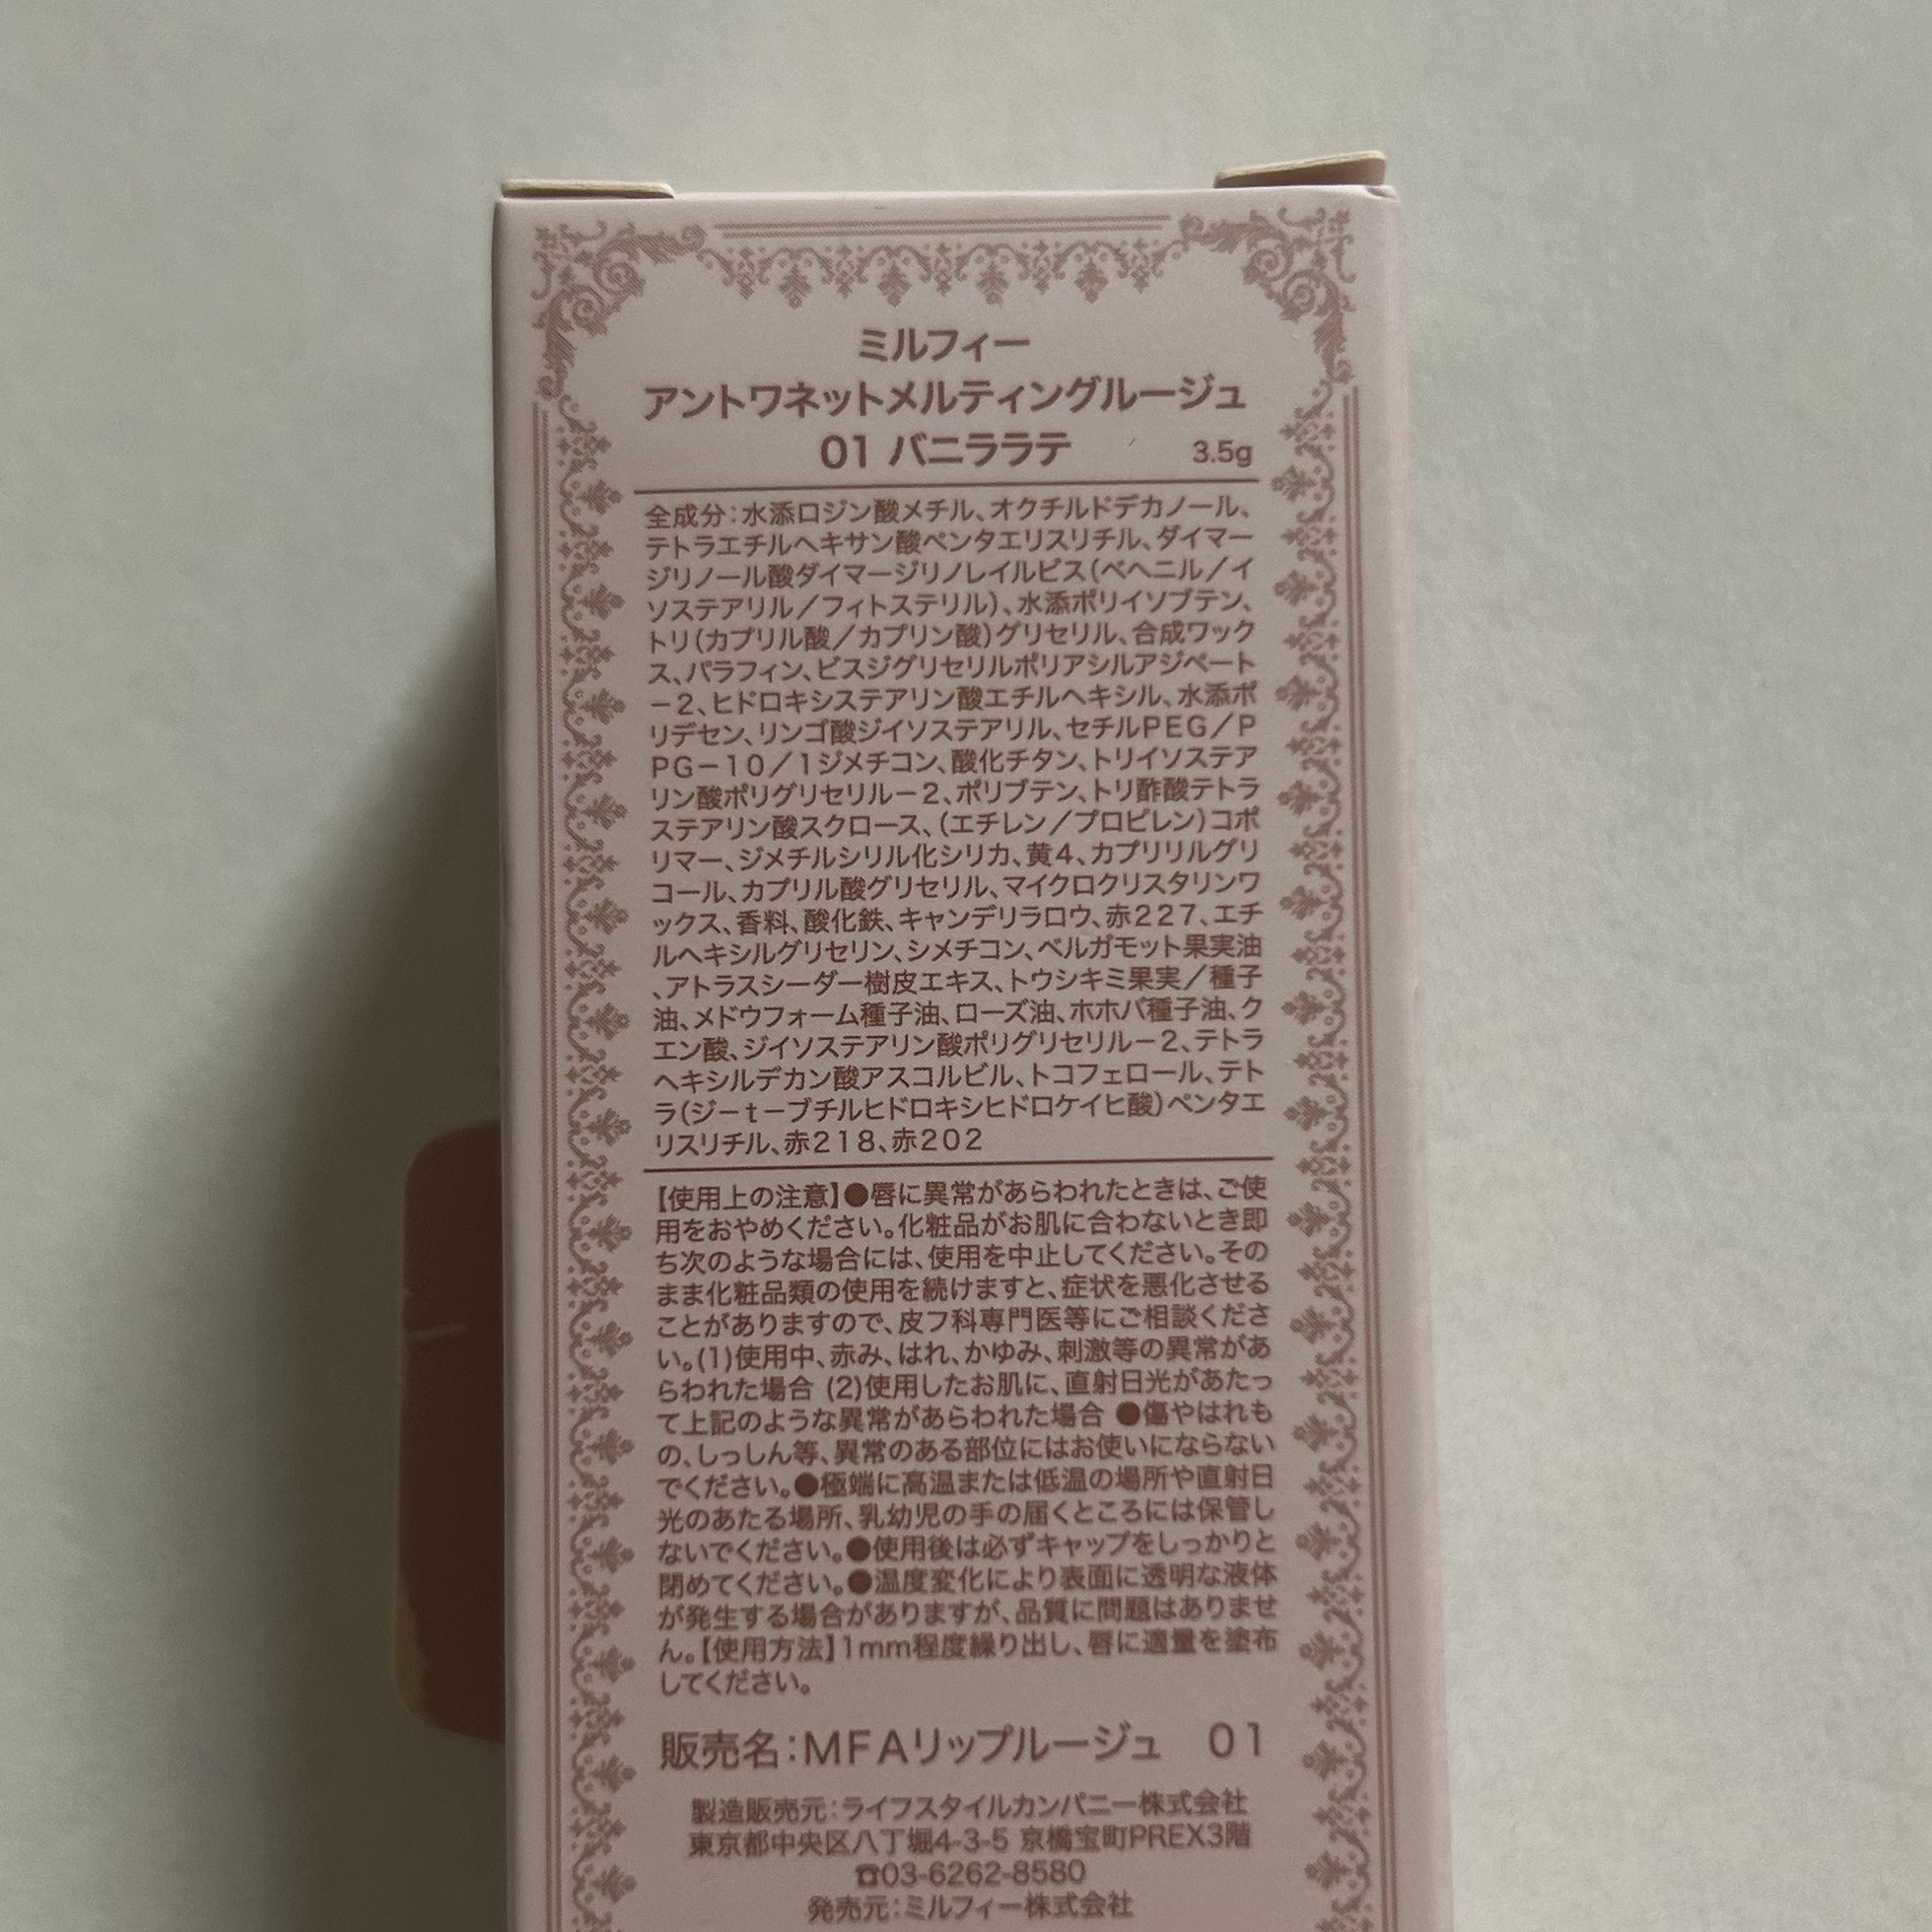 ミルフィー
アントワネットメルティングルージュ
01 バニララテ 3.5g
全成分：水添ロジン酸メチル、オクチルドデカノール、
テトラエチルヘキサン酸ペンタエリスリチル、ダイマー
ジリノール酸ダイマージリノレイルビス（ベヘニル／イ
ソステアリル／フィトステリル）、水添ポリイソブテン、
トリ（カプリル酸／カプリン酸）グリセリル、合成ワック
ス、パラフィン、ビスジグリセリルポリアシルアジペート
－２、ヒドロキシステアリン酸エチルヘキシル、水添ポ
リデセン、リンゴ酸ジイソステアリル、セチルＰＥＧ／Ｐ
ＰＧ－１０／１ジメチコン、酸化チタン、トリイソステア
リン酸ポリグリセリル－２、ポリブテン、トリ酢酸テトラ
ステアリン酸スクロース、（エチレン／プロピレン）コポ
リマー、ジメチルシリル化シリカ、黄４、カプリリルグリ
コール、カプリル酸グリセリル、マイクロクリスタリンワ
ックス、香料、酸化鉄、キャンデリラロウ、赤２２７、エチ
ルヘキシルグリセリン、シメチコン、ベルガモット果実油
、アトラスシーダー樹皮エキス、トウシキミ果実／種子
油、メドウフォーム種子油、ローズ油、ホホバ種子油、ク
エン酸、ジイソステアリン酸ポリグリセリル－２、テトラ
ヘキシルデカン酸アスコルビル、トコフェロール、テト
ラ（ジ－ｔ－ブチルヒドロキシヒドロケイヒ酸）ペンタエ
リスリチル、赤２１８、赤２０２
【使用上の注意】●唇に異常があらわれたときは、ご使
用をおやめください。化粧品がお肌に合わないとき即
ち次のような場合には、使用を中止してください。その
まま化粧品類の使用を続けますと、症状を悪化させる
ことがありますので、皮フ科専門医等にご相談くださ
い。(1)使用中、赤み、はれ、かゆみ、刺激等の異常があ
らわれた場合 (2)使用したお肌に、直射日光があたっ
て上記のような異常があらわれた場合 ●傷やはれも
の、しっしん等、異常のある部位にはお使いにならない
でください。●極端に高温または低温の場所や直射日
光のあたる場所、乳幼児の手の届くところには保管し
ないでください。●使用後は必ずキャップをしっかりと
閉めてください。●温度変化により表面に透明な液体
が発生する場合がありますが、品質に問題はありませ
ん。【使用方法】1mm程度繰り出し、唇に適量を塗布
してください。
販売名：ＭＦＡリップルージュ　０１
製造販売元：ライフスタイルカンパニー株式会社
東京都中央区八丁堀4-3-5 京橋宝町PREX3階
☎03-6262-8580
発売元：ミルフィー株式会社